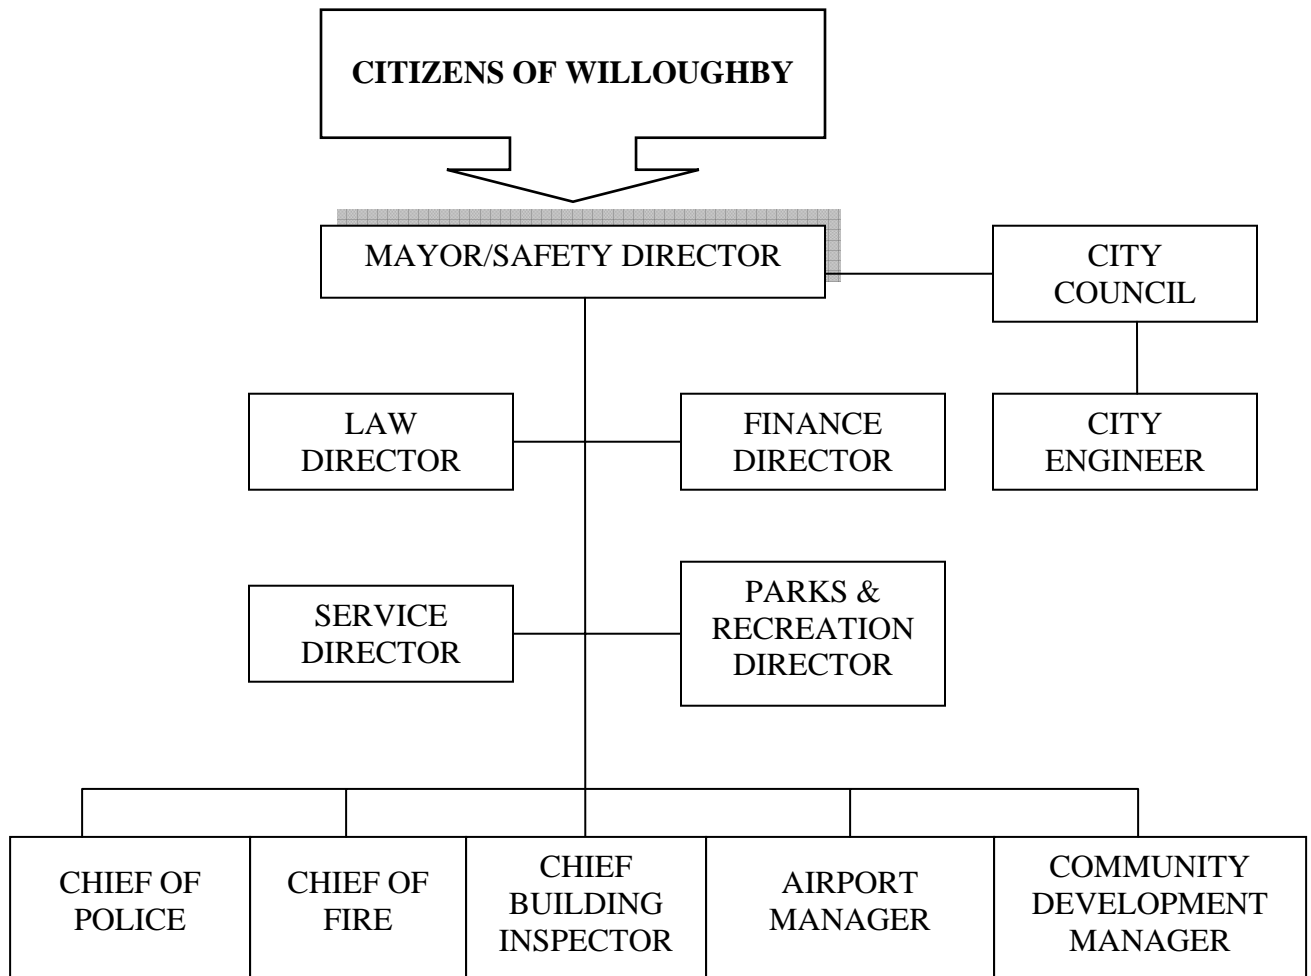 CITIZENS OF WILLOUGHBY
MAYOR/SAFETY DIRECTOR
CITY
COUNCIL
LAW
DIRECTOR
FINANCE
DIRECTOR
CITY
ENGINEER
SERVICE
DIRECTOR
PARKS &
RECREATION
DIRECTOR
CHIEF OF
POLICE
CHIEF OF
FIRE
CHIEF
BUILDING
INSPECTOR
AIRPORT
MANAGER
COMMUNITY
DEVELOPMENT
MANAGER